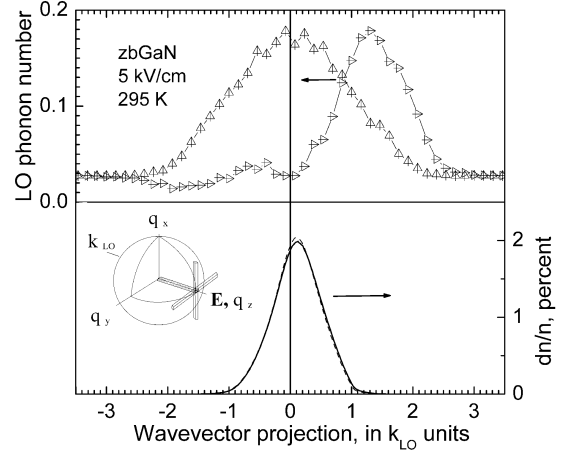 0.2
0.1
0.0
LO phonon number
zbGaN
5 kV/cm
295 K
q x
k LO
q y
E, q z
2
1
0
dn/n, percent
-3 -2 -1 0 1 2 3
Wavevector projection, in kLO units